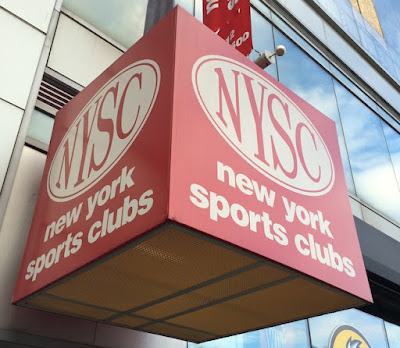 NYSC
new york
sports clubs
NYSC
new york
sports clubs